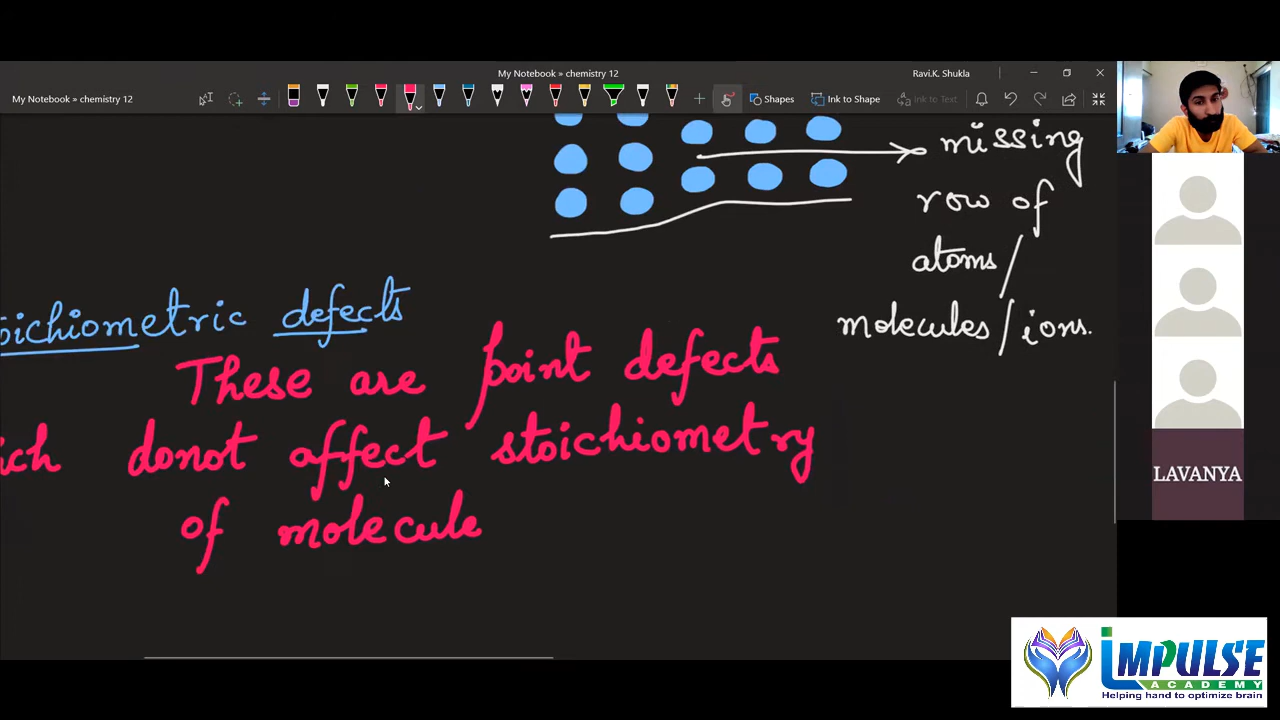 My Notebook » chemistry 12
Ravi.K. Shukla
My Notebook » chemistry 12
Shapes
Ink to Shape
Ink to Text
missing
row of
atoms/
molecules/ions.
oichiometric defects
These are point defects
ich donot affect stoichiometry
of molecule
LAVANYA
IMPULSE
ACADEMY
Helping hand to optimize brain